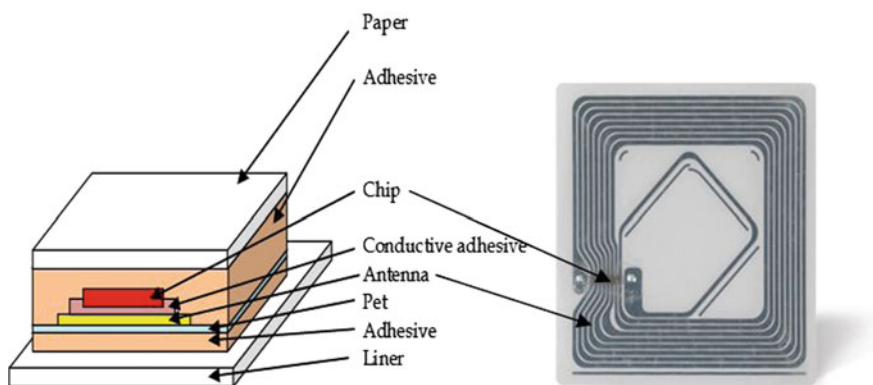 Paper
Adhesive
Chip
Conductive adhesive
Antenna
Pet
Adhesive
Liner